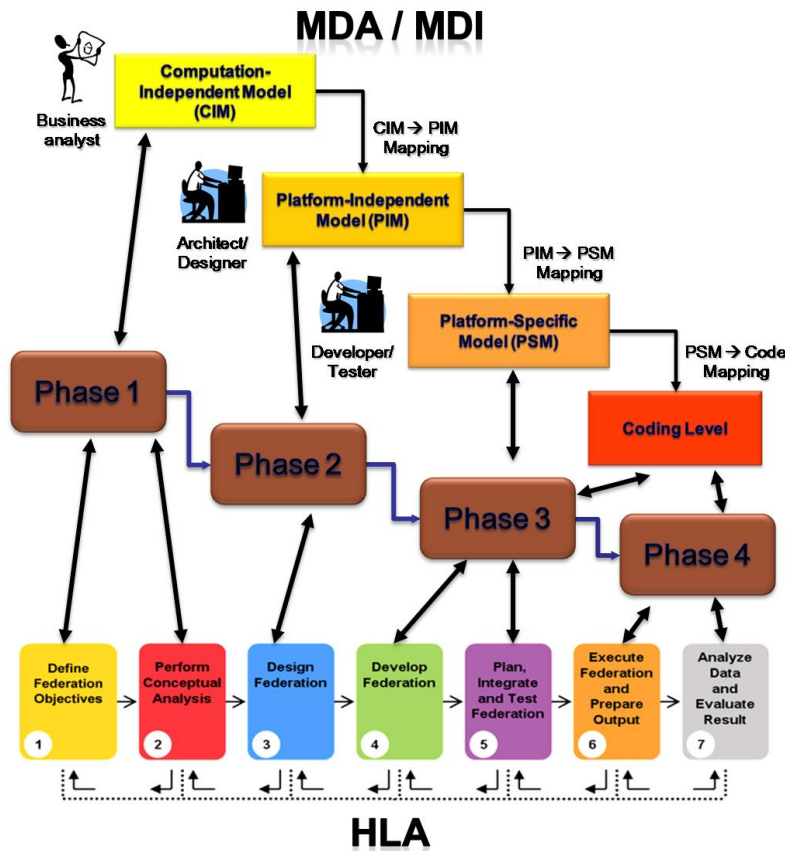 MDA / MDI
Computation-
Independent Model
(CIM)
Business
analyst
CIM → PIM
Mapping
Platform-Independent
Model (PIM)
Architect/
Designer
PIM → PSM
Mapping
Platform-Specific
Model (PSM)
Developer/
Tester
PSM → Code
Mapping
Coding Level
Phase 1
Phase 2
Phase 3
Phase 4
Define
Federation
Objectives
1
Perform
Conceptual
Analysis
2
Design
Federation
3
Develop
Federation
4
Plan,
Integrate
and Test
Federation
5
Execute
Federation
and
Prepare
Output
6
Analyze
Data
and
Evaluate
Result
7
HLA